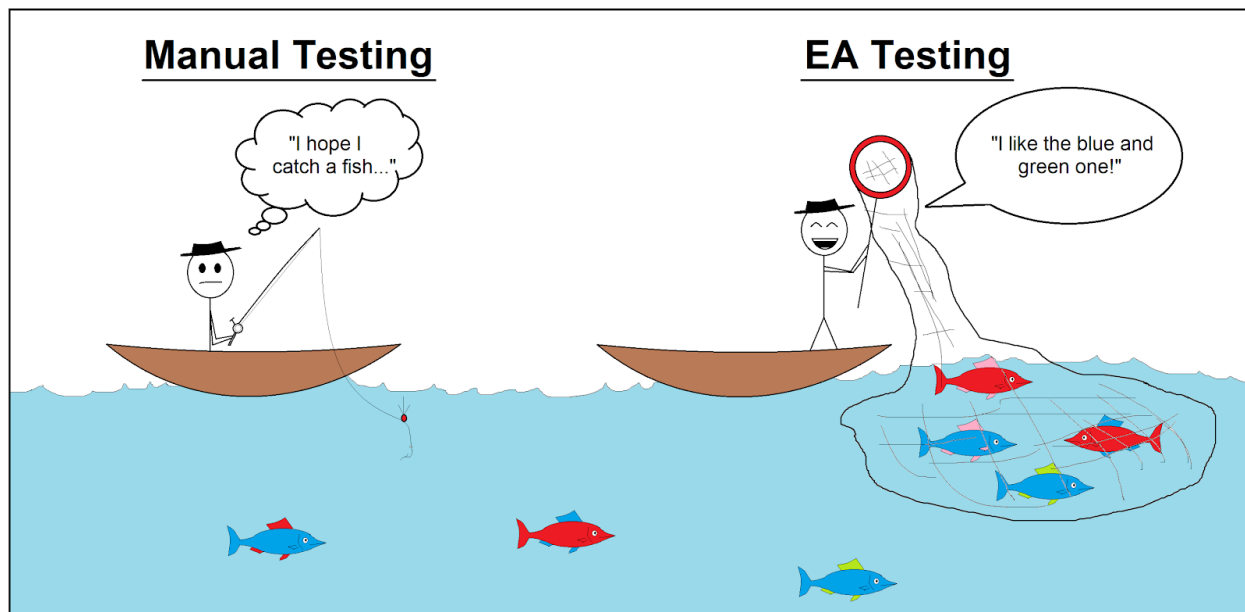 Manual Testing
EA Testing
"I hope I
catch a fish..."
"I like the blue and
green one!"